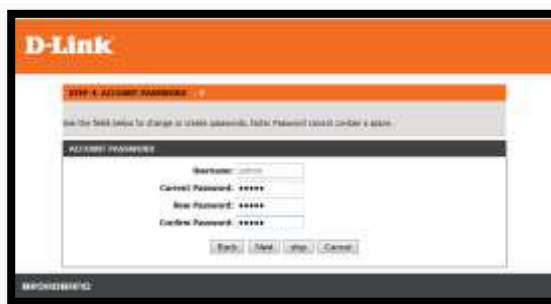 D-Link
STEP 4: ACCOUNT PASSWORD
Use the fields below to change or create passwords. Note: Password cannot contain a space.
ACCOUNT PASSWORD
Username: admin
Current Password: •••••
New Password: •••••
Confirm Password: •••••
Back Next skip Cancel
BROADBAND